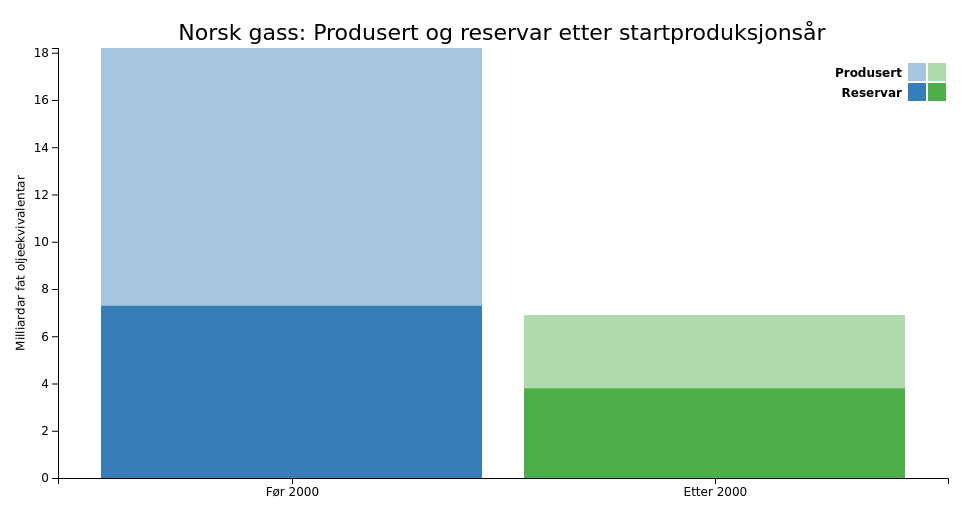 Norsk gass: Produsert og reservar etter startproduksjonsår
Produsert
Reservar
Milliardar fat oljeekvivalentar
18
16
14
12
10
8
6
4
2
0
Før 2000
Etter 2000